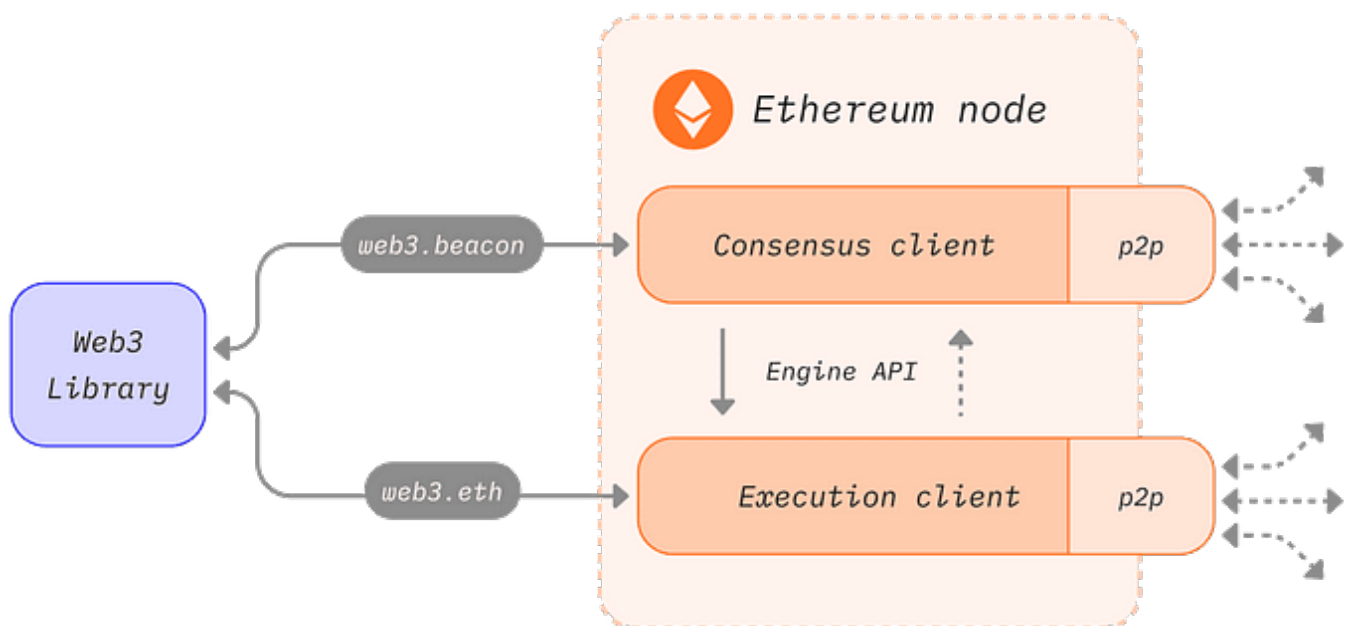 Ethereum node
web3.beacon
Consensus client
p2p
Web3
Library
Engine API
web3.eth
Execution client
p2p